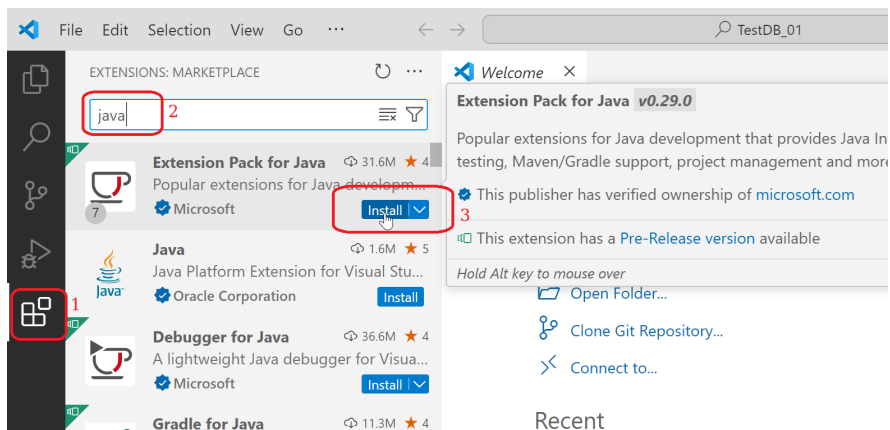 File Edit Selection View Go ··· TestDB_01
EXTENSIONS: MARKETPLACE ···
java 2
Extension Pack for Java 31.6M ★ 4
Popular extensions for Java developm...
7 Microsoft Install 3
Java 1.6M ★ 5
Java Platform Extension for Visual Stu...
Java Oracle Corporation Install
1
Debugger for Java 36.6M ★ 4
A lightweight Java debugger for Visua...
Microsoft Install
Gradle for Java 11.3M ★ 4
Welcome
Extension Pack for Java v0.29.0
Popular extensions for Java development that provides Java In
testing, Maven/Gradle support, project management and more
This publisher has verified ownership of microsoft.com
This extension has a Pre-Release version available
Hold Alt key to mouse over
Open Folder...
Clone Git Repository...
Connect to...
Recent